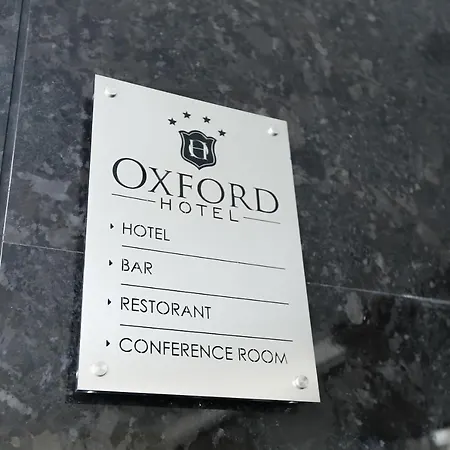 OXFORD
HOTEL
HOTEL
BAR
RESTORANT
CONFERENCE ROOM